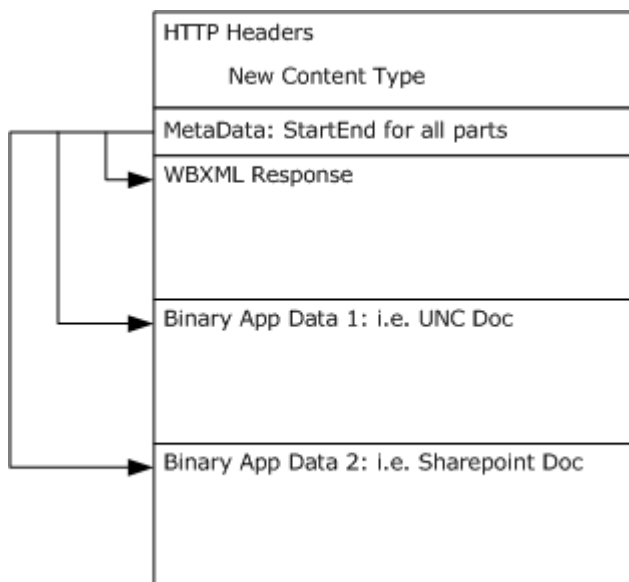 HTTP Headers
New Content Type
MetaData: StartEnd for all parts
WBXML Response
Binary App Data 1: i.e. UNC Doc
Binary App Data 2: i.e. Sharepoint Doc